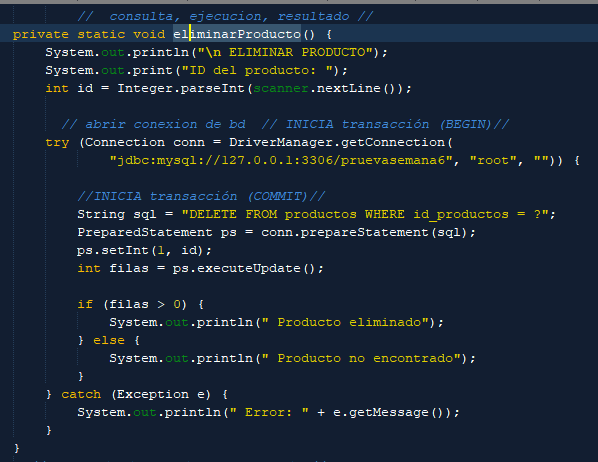 //  consulta, ejecucion, resultado //
private static void eliminarProducto() {
System.out.println("\n ELIMINAR PRODUCTO");
System.out.print("ID del producto: ");
int id = Integer.parseInt(scanner.nextLine());
// abrir conexion de bd  // INICIA transacción (BEGIN)//
try (Connection conn = DriverManager.getConnection(
"jdbc:mysql://127.0.0.1:3306/pruevasemana6", "root", "")) {
//INICIA transacción (COMMIT)//
String sql = "DELETE FROM productos WHERE id_productos = ?";
PreparedStatement ps = conn.prepareStatement(sql);
ps.setInt(1, id);
int filas = ps.executeUpdate();
if (filas > 0) {
System.out.println(" Producto eliminado");
} else {
System.out.println(" Producto no encontrado");
}
} catch (Exception e) {
System.out.println(" Error: " + e.getMessage());
}
}